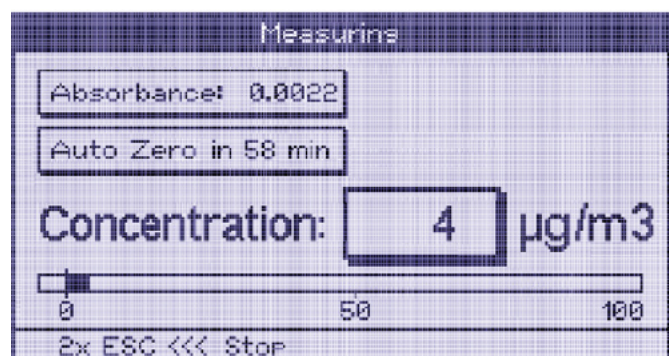 Measuring
Absorbance: 0.0022
Auto Zero in 58 min
Concentration: 4 µg/m3
0 50 100
2x ESC <<< Stop